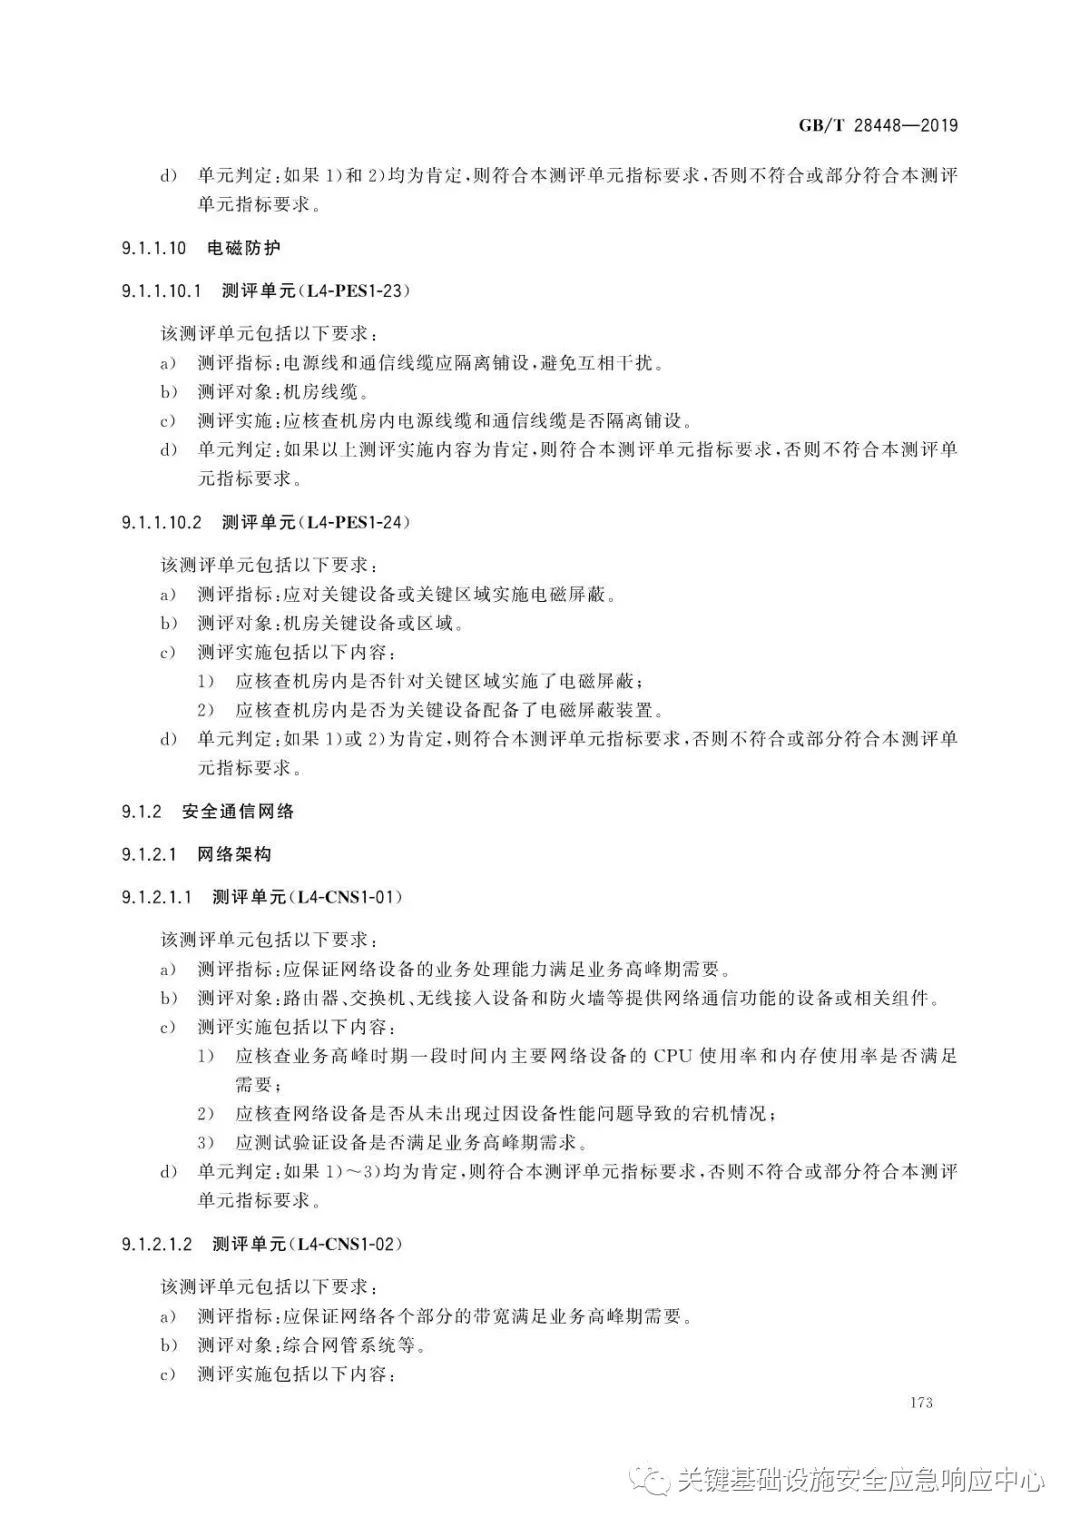 GB/T 28448—2019
d) 单元判定:如果1)和2)均为肯定,则符合本测评单元指标要求,否则不符合或部分符合本测评
单元指标要求。
9.1.1.10 电磁防护
9.1.1.10.1 测评单元(L4-PES1-23)
该测评单元包括以下要求:
a) 测评指标:电源线和通信线缆应隔离铺设,避免互相干扰。
b) 测评对象:机房线缆。
c) 测评实施:应核查机房内电源线缆和通信线缆是否隔离铺设。
d) 单元判定:如果以上测评实施内容为肯定,则符合本测评单元指标要求,否则不符合本测评单
元指标要求。
9.1.1.10.2 测评单元(L4-PES1-24)
该测评单元包括以下要求:
a) 测评指标:应对关键设备或关键区域实施电磁屏蔽。
b) 测评对象:机房关键设备或区域。
c) 测评实施包括以下内容:
1) 应核查机房内是否针对关键区域实施了电磁屏蔽;
2) 应核查机房内是否为关键设备配备了电磁屏蔽装置。
d) 单元判定:如果1)或2)为肯定,则符合本测评单元指标要求,否则不符合或部分符合本测评单
元指标要求。
9.1.2 安全通信网络
9.1.2.1 网络架构
9.1.2.1.1 测评单元(L4-CNS1-01)
该测评单元包括以下要求:
a) 测评指标:应保证网络设备的业务处理能力满足业务高峰期需要。
b) 测评对象:路由器、交换机、无线接入设备和防火墙等提供网络通信功能的设备或相关组件。
c) 测评实施包括以下内容:
1) 应核查业务高峰时期一段时间内主要网络设备的CPU使用率和内存使用率是否满足
需要;
2) 应核查网络设备是否从未出现过因设备性能问题导致的宕机情况;
3) 应测试验证设备是否满足业务高峰期需求。
d) 单元判定:如果1)~3)均为肯定,则符合本测评单元指标要求,否则不符合或部分符合本测评
单元指标要求。
9.1.2.1.2 测评单元(L4-CNS1-02)
该测评单元包括以下要求:
a) 测评指标:应保证网络各个部分的带宽满足业务高峰期需要。
b) 测评对象:综合网管系统等。
c) 测评实施包括以下内容:
173
关键基础设施安全应急响应中心